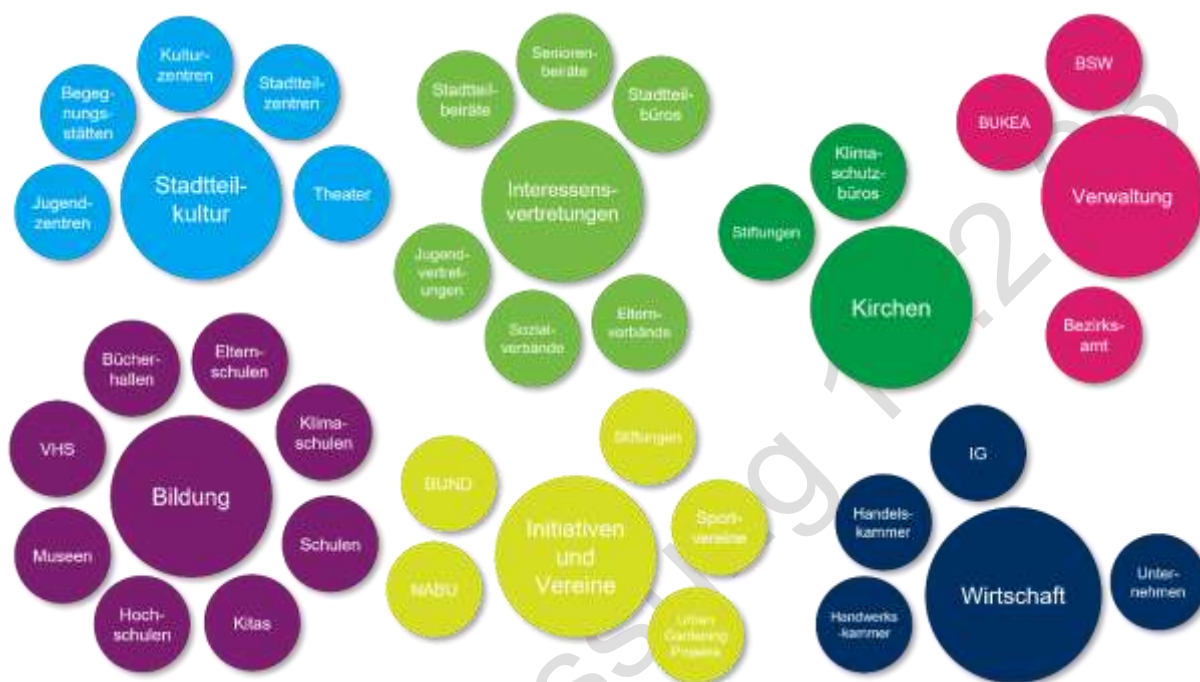 Kultur-
zentren
Stadtteil-
zentren
Begeg-
nungs-
stätten
Jugend-
zentren
Theater
Stadtteil-
kultur
Senioren-
beiräte
Stadtteil-
beiräte
Stadtteil-
büros
Interessens-
vertretungen
Jugend-
vertret-
ungen
Sozial-
verbände
Eltern-
verbände
Klima-
schutz-
büros
Stiftungen
Kirchen
BSW
BUKEA
Verwaltung
Bezirks-
amt
Bücher-
hallen
Eltern-
schulen
Klima-
schulen
VHS
Bildung
Museen
Schulen
Hoch-
schulen
Kitas
Stiftungen
BUND
Sport-
vereine
Initiativen
und
Vereine
NABU
Urban
Gardening
Projekte
IG
Handels-
kammer
Handwerks
-kammer
Wirtschaft
Unter-
nehmen